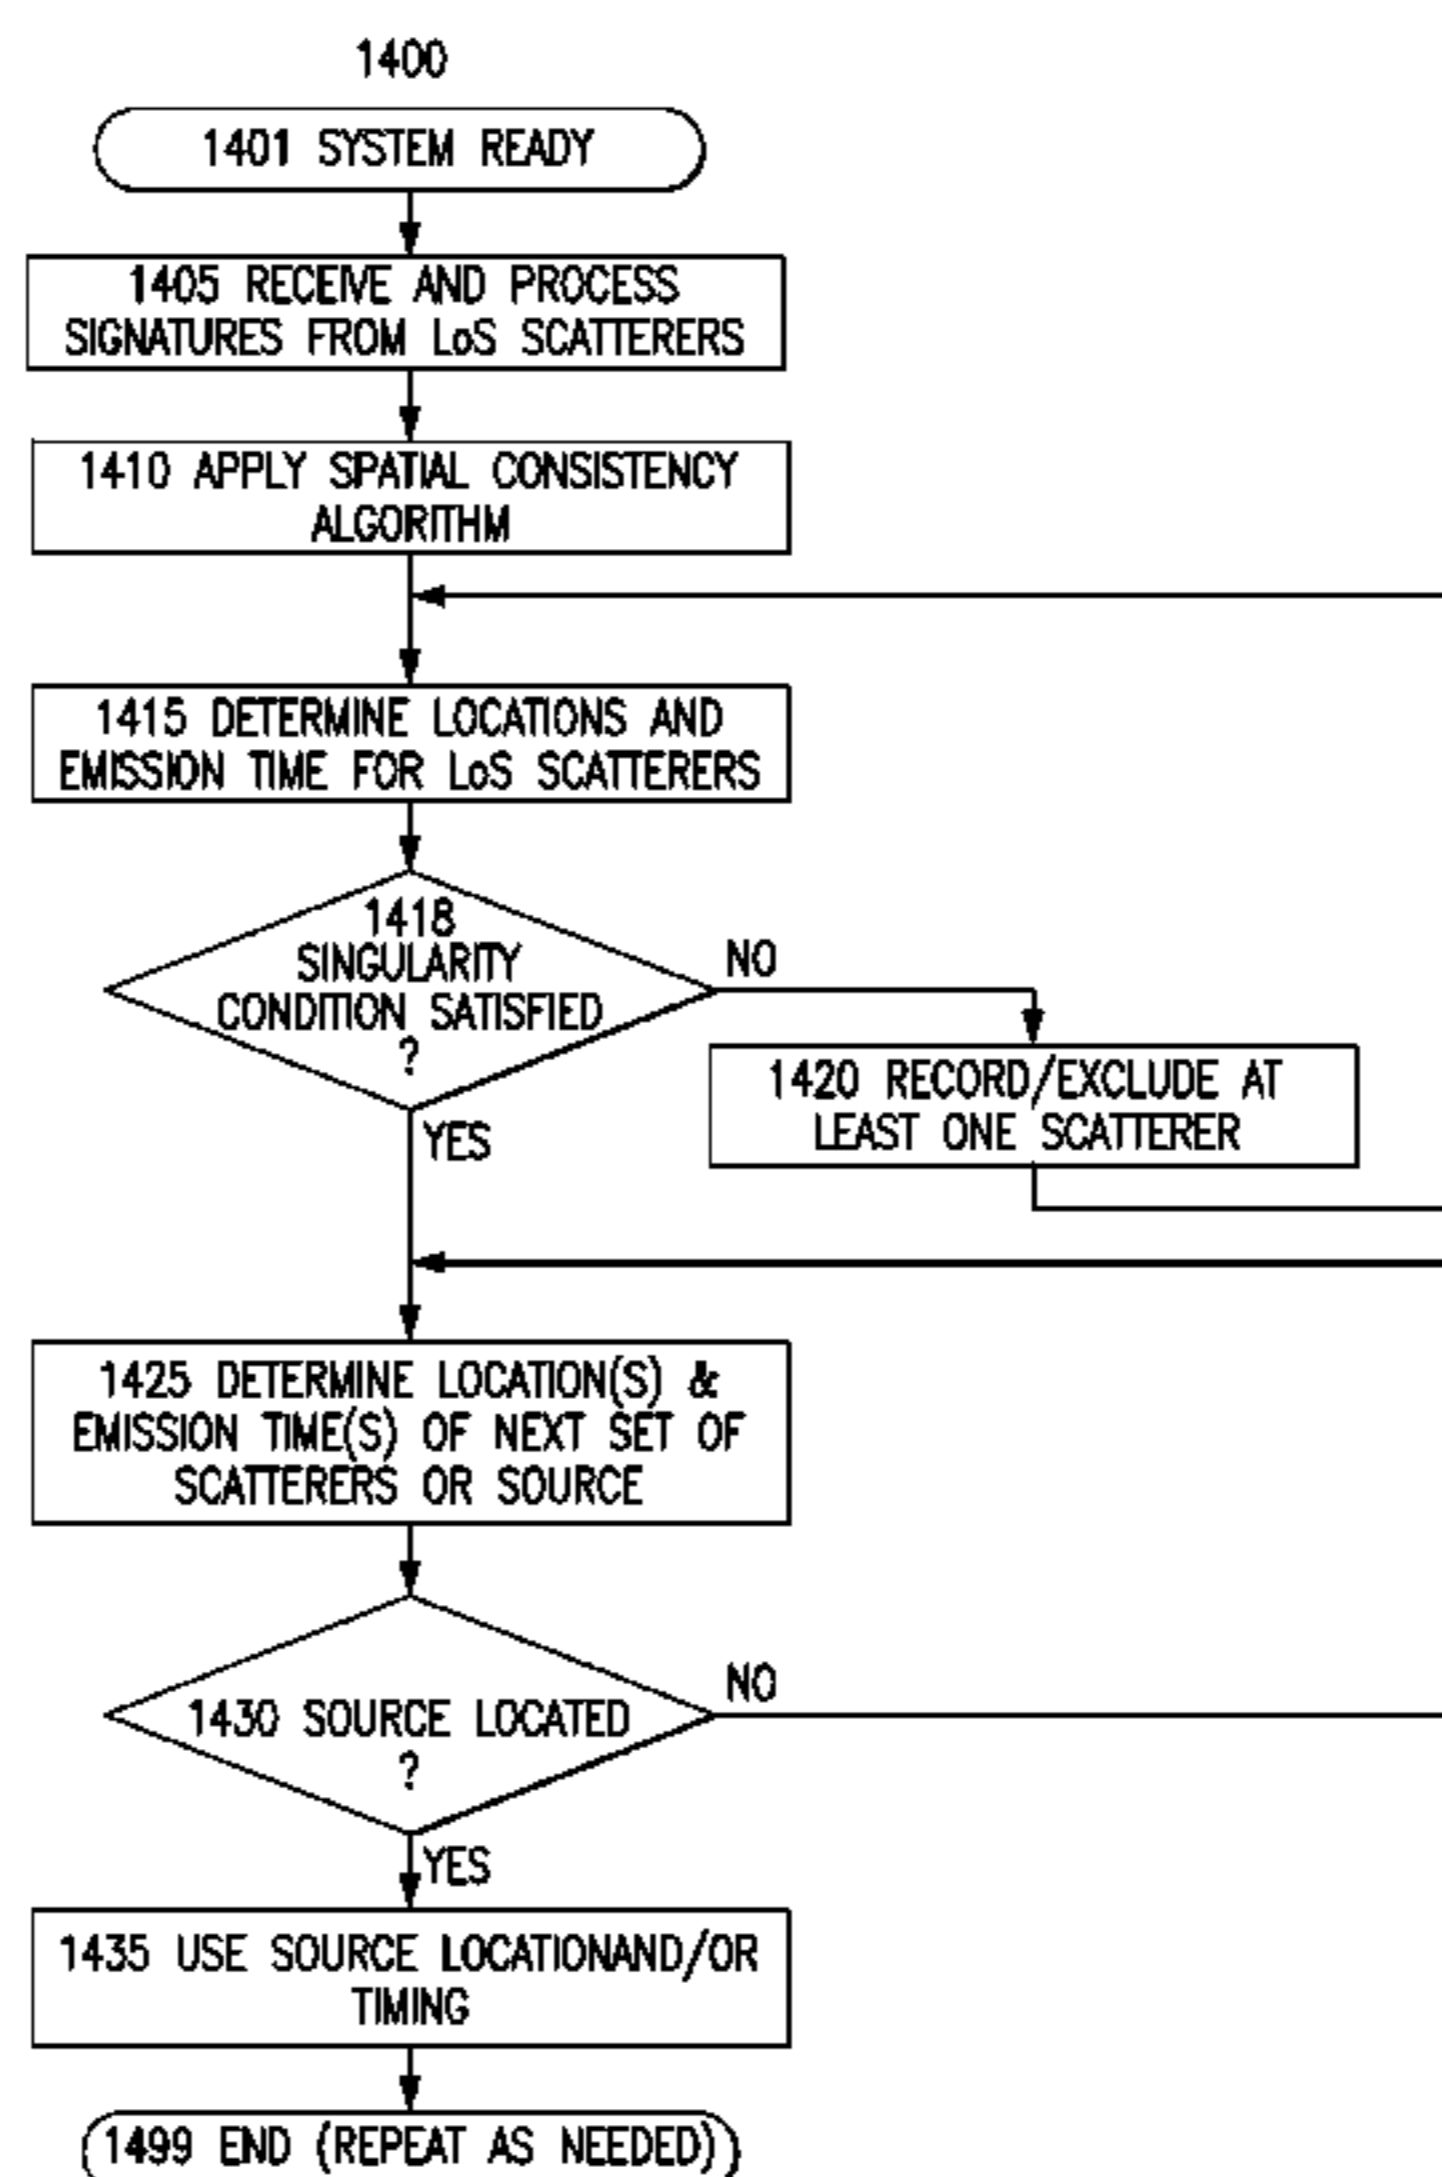 1400
1401 SYSTEM READY
1405 RECEIVE AND PROCESS
SIGNATURES FROM LoS SCATTERERS
1410 APPLY SPATIAL CONSISTENCY
ALGORITHM
1415 DETERMINE LOCATIONS AND
EMISSION TIME FOR LoS SCATTERERS
1418
SINGULARITY
CONDITION SATISFIED
?
NO
1420 RECORD/EXCLUDE AT
LEAST ONE SCATTERER
YES
1425 DETERMINE LOCATION(S) &
EMISSION TIME(S) OF NEXT SET OF
SCATTERERS OR SOURCE
1430 SOURCE LOCATED
?
NO
YES
1435 USE SOURCE LOCATIONAND/OR
TIMING
1499 END (REPEAT AS NEEDED)